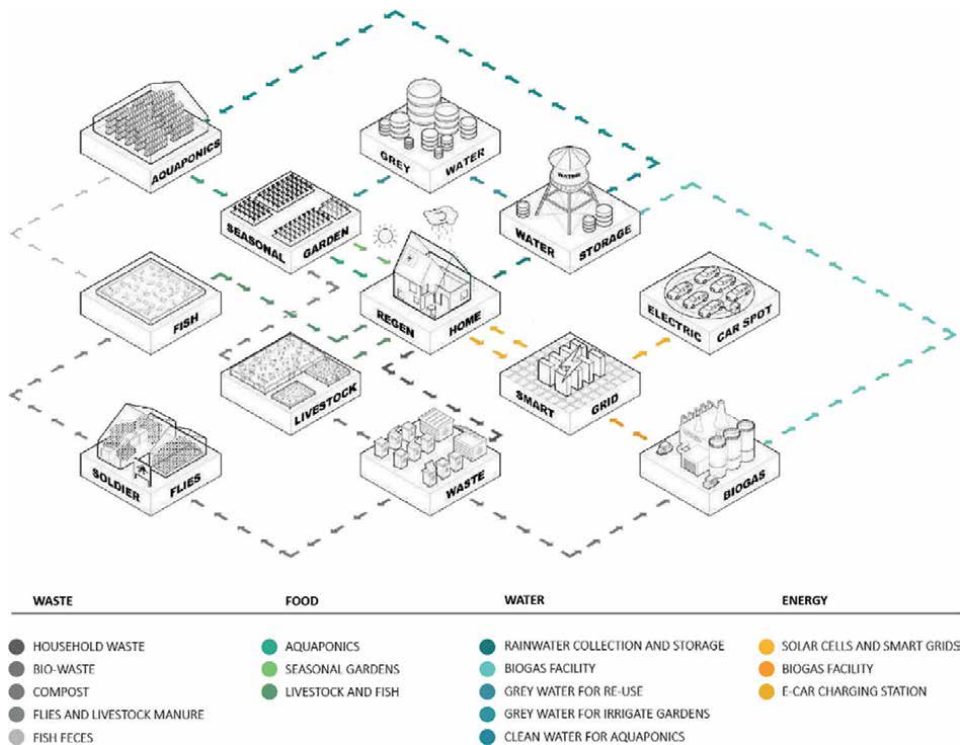 AQUAPONICS
GREY WATER
WATER
SEASONAL GARDEN
WATER STORAGE
FISH
REGEN HOME
ELECTRIC CAR SPOT
LIVESTOCK
SMART GRID
SOLDIER FLIES
WASTE
BIOGAS
WASTE
FOOD
WATER
ENERGY
HOUSEHOLD WASTE
BIO-WASTE
COMPOST
FLIES AND LIVESTOCK MANURE
FISH FECES
AQUAPONICS
SEASONAL GARDENS
LIVESTOCK AND FISH
RAINWATER COLLECTION AND STORAGE
BIOGAS FACILITY
GREY WATER FOR RE-USE
GREY WATER FOR IRRIGATE GARDENS
CLEAN WATER FOR AQUAPONICS
SOLAR CELLS AND SMART GRIDS
BIOGAS FACILITY
E-CAR CHARGING STATION